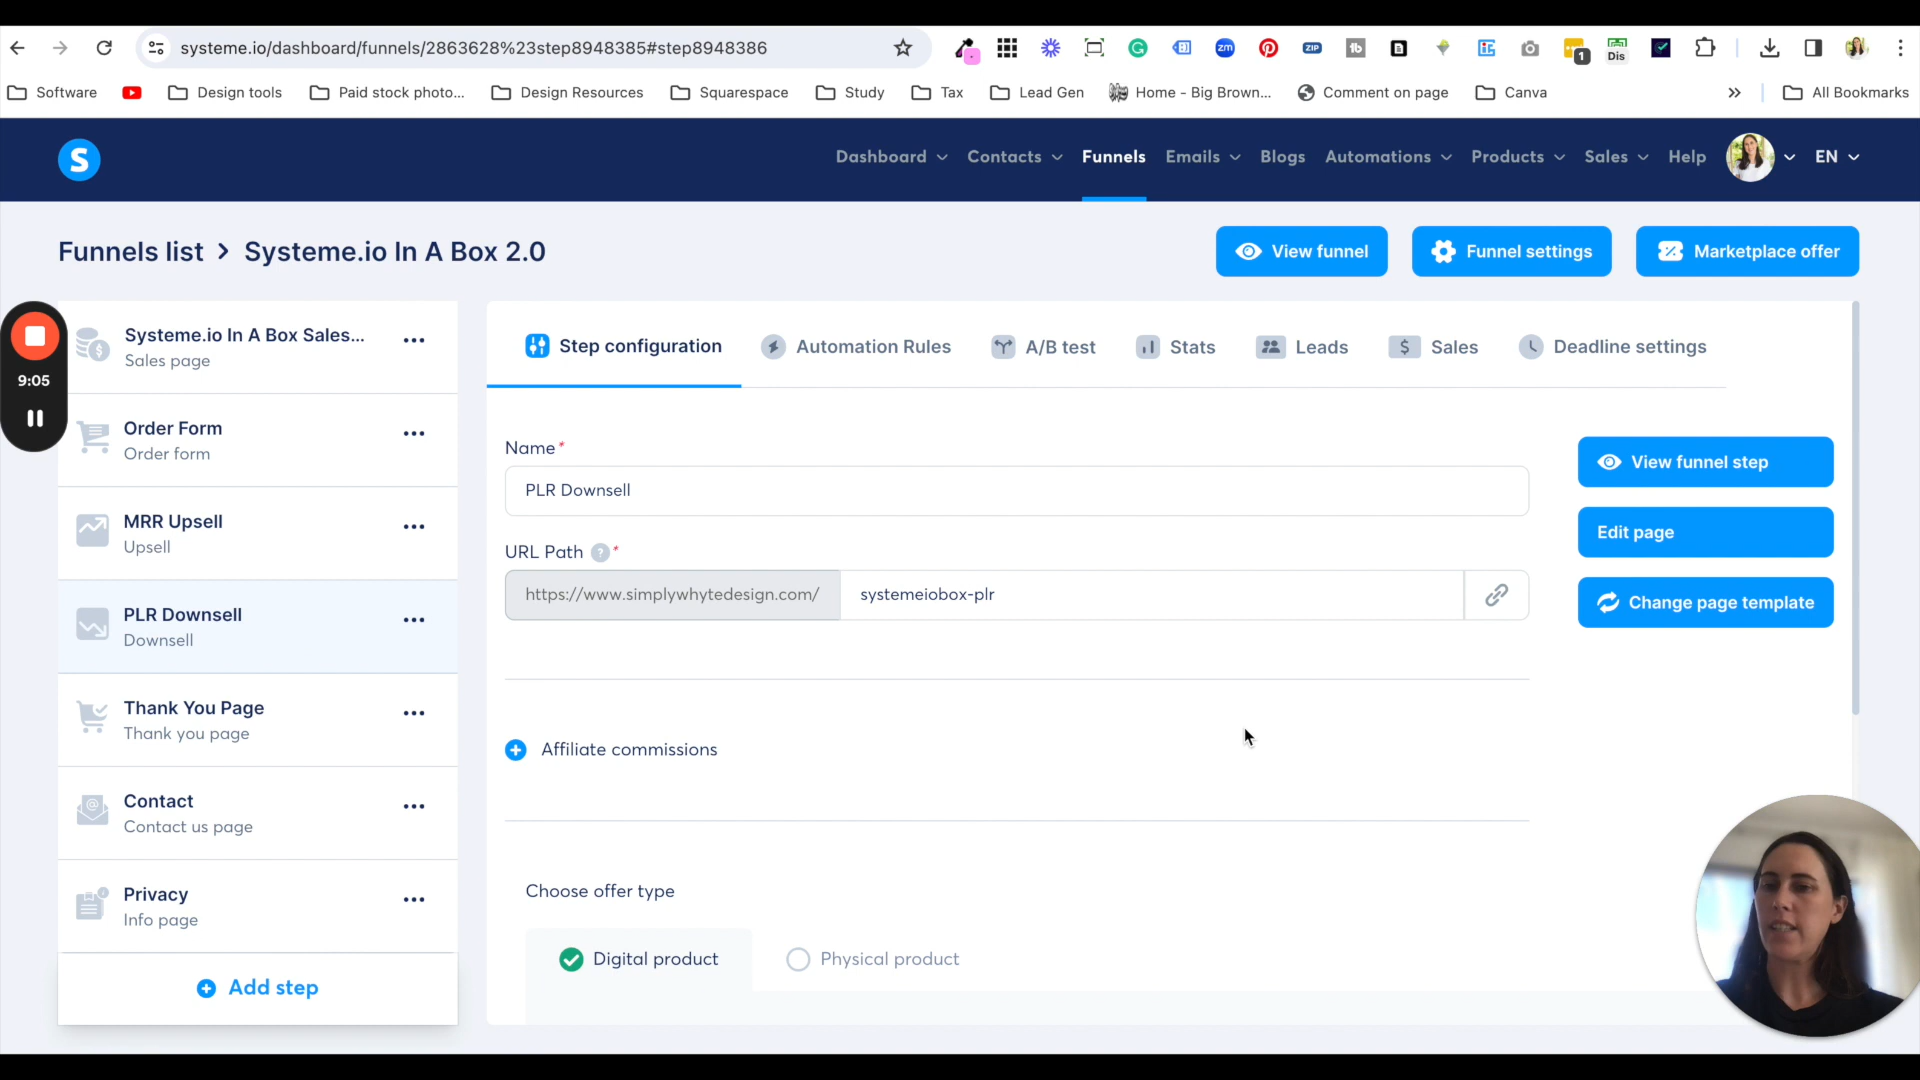 systeme.io/dashboard/funnels/2863628%23step8948385#step8948386
zm
ZIP
1
Dis
Software
Design tools
Paid stock photo...
Design Resources
Squarespace
Study
Tax
Lead Gen
Home - Big Brown...
Comment on page
Canva
All Bookmarks
S
Dashboard
Contacts
Funnels
Emails
Blogs
Automations
Products
Sales
Help
EN
Funnels list > Systeme.io In A Box 2.0
View funnel
Funnel settings
Marketplace offer
9:05
Systeme.io In A Box Sales...
Sales page
Order Form
Order form
MRR Upsell
Upsell
PLR Downsell
Downsell
Thank You Page
Thank you page
Contact
Contact us page
Privacy
Info page
Add step
Step configuration
Automation Rules
A/B test
Stats
Leads
Sales
Deadline settings
Name*
PLR Downsell
URL Path ? *
https://www.simplywhytedesign.com/
systemeiobox-plr
View funnel step
Edit page
Change page template
Affiliate commissions
Choose offer type
Digital product
Physical product